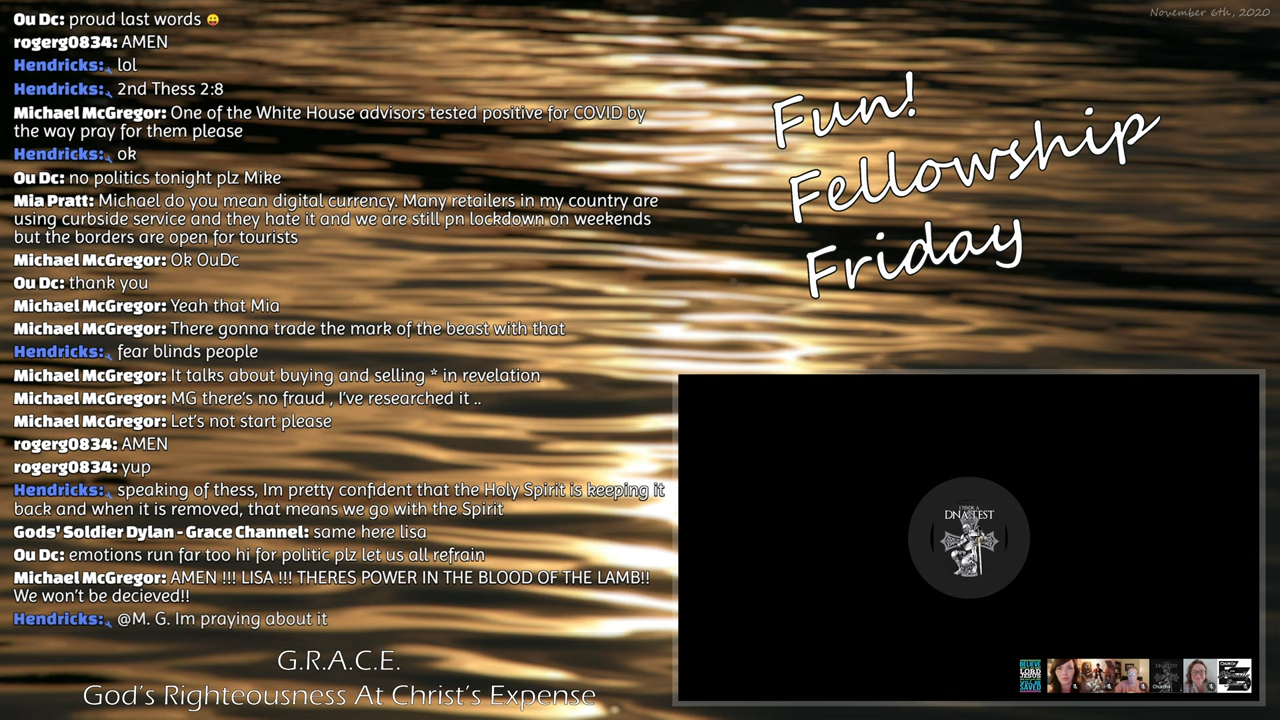 November 6th, 2020
Ou Dc: proud last words 😛
rogerg0834: AMEN
Hendricks: lol
Hendricks: 2nd Thess 2:8
Michael McGregor: One of the White House advisors tested positive for COVID by
the way pray for them please
Hendricks: ok
Ou Dc: no politics tonight plz Mike
Mia Pratt: Michael do you mean digital currency. Many retailers in my country are
using curbside service and they hate it and we are still pn lockdown on weekends
but the borders are open for tourists
Michael McGregor: Ok OuDc
Ou Dc: thank you
Michael McGregor: Yeah that Mia
Michael McGregor: There gonna trade the mark of the beast with that
Hendricks: fear blinds people
Michael McGregor: It talks about buying and selling * in revelation
Michael McGregor: MG there's no fraud , I've researched it ..
Michael McGregor: Let's not start please
rogerg0834: AMEN
rogerg0834: yup
Hendricks: speaking of thess, Im pretty confident that the Holy Spirit is keeping it
back and when it is removed, that means we go with the Spirit
Gods' Soldier Dylan - Grace Channel: same here lisa
Ou Dc: emotions run far too hi for politic plz let us all refrain
Michael McGregor: AMEN !!! LISA !!! THERES POWER IN THE BLOOD OF THE LAMB!!
We won't be decieved!!
Hendricks: @M. G. Im praying about it
G.R.A.C.E.
God's Righteousness At Christ's Expense
Fun!
Fellowship
Friday
I TOOK A
DNA TEST
BELIEVE
LORD
JESUS
SAVED
DNA TEST
CHURCH